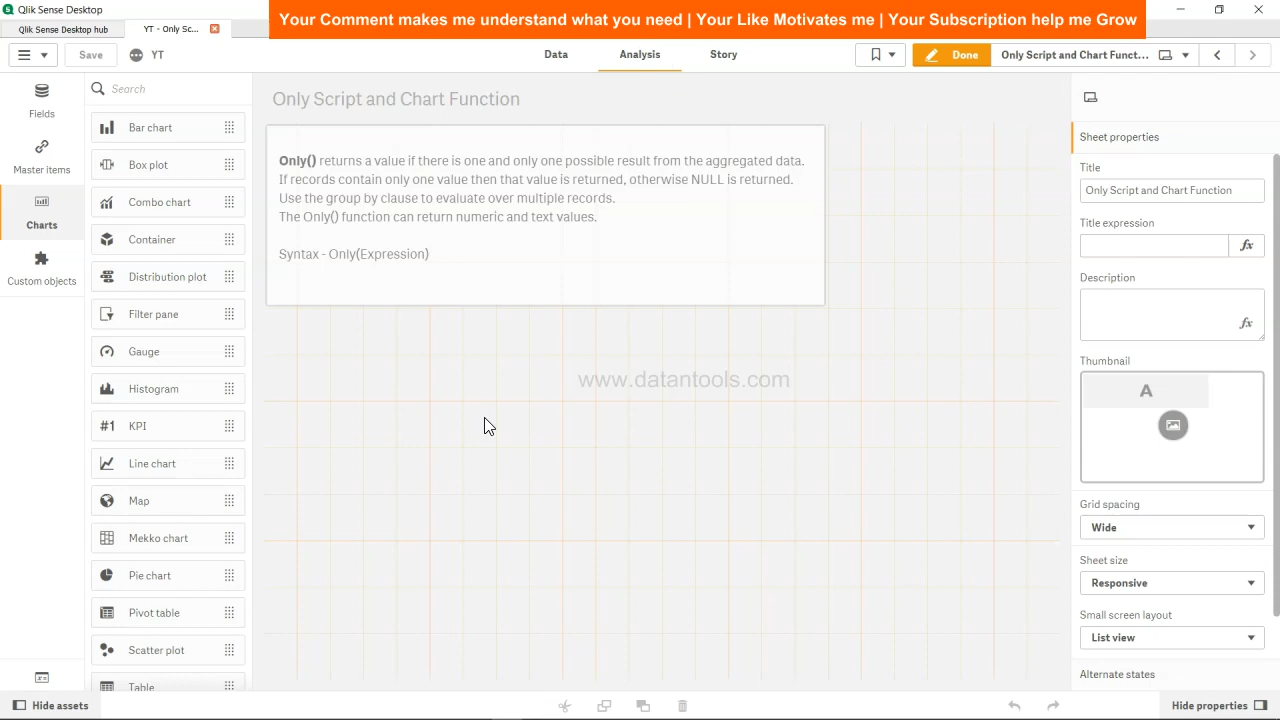 Qlik Sense Desktop
Your Comment makes me understand what you need | Your Like Motivates me | Your Subscription help me Grow
Qlik Sense Desktop hub
YT - Only Sc...
Save
YT
Data
Analysis
Story
Done
Only Script and Chart Funct...
Fields
Master items
Charts
Custom objects
Search
Bar chart
Box plot
Combo chart
Container
Distribution plot
Filter pane
Gauge
Histogram
#1 KPI
Line chart
Map
Mekko chart
Pie chart
Pivot table
Scatter plot
Table
Only Script and Chart Function
Only() returns a value if there is one and only one possible result from the aggregated data.
If records contain only one value then that value is returned, otherwise NULL is returned.
Use the group by clause to evaluate over multiple records.
The Only() function can return numeric and text values.
Syntax - Only(Expression)
www.datantools.com
Sheet properties
Title
Only Script and Chart Function
Title expression
fx
Description
fx
Thumbnail
A
Grid spacing
Wide
Sheet size
Responsive
Small screen layout
List view
Alternate states
Hide assets
Hide properties